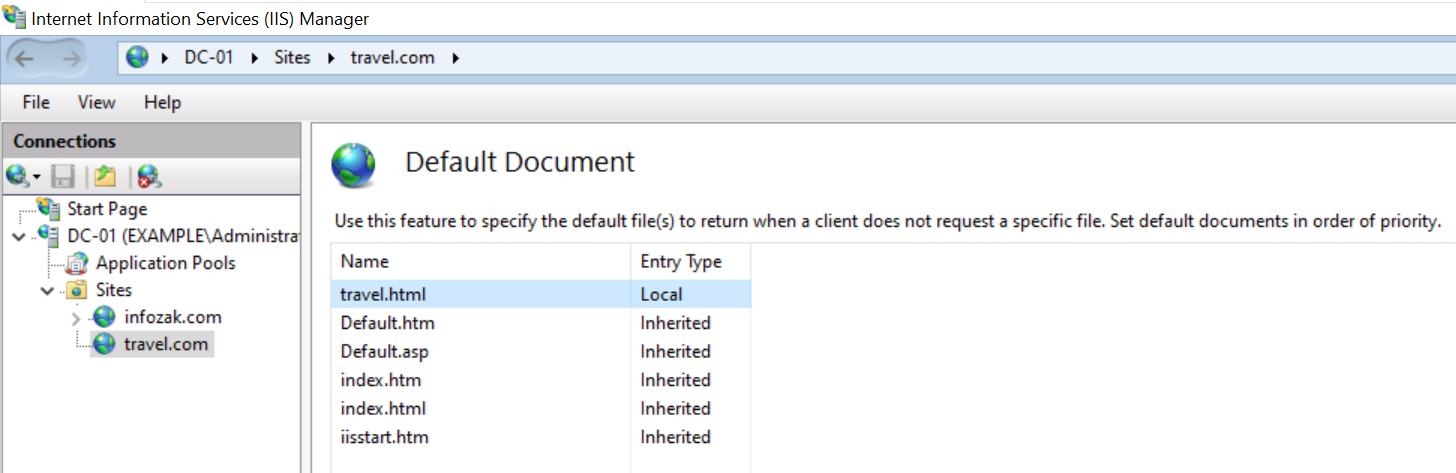 Internet Information Services (IIS) Manager
DC-01 Sites travel.com
File View Help
Connections
Start Page
DC-01 (EXAMPLE\Administra
Application Pools
Sites
infozak.com
travel.com
Default Document
Use this feature to specify the default file(s) to return when a client does not request a specific file. Set default documents in order of priority.
Name Entry Type
travel.html Local
Default.htm Inherited
Default.asp Inherited
index.htm Inherited
index.html Inherited
iisstart.htm Inherited